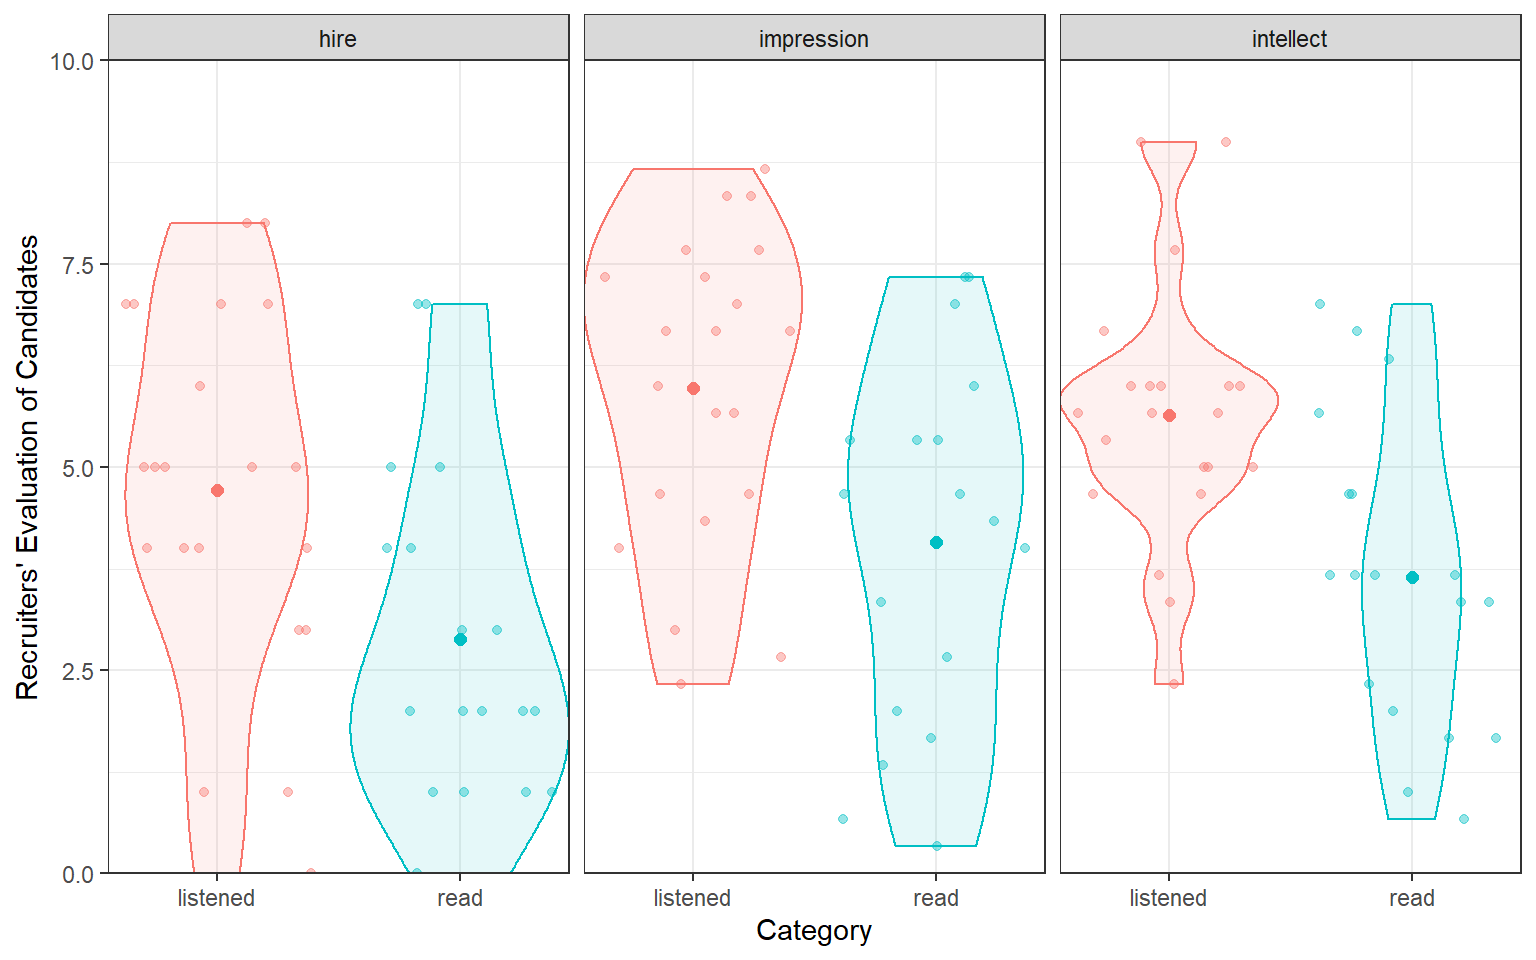 hire
impression
intellect
Recruiters' Evaluation of Candidates
10.0
7.5
5.0
2.5
0.0
listened
read
listened
read
listened
read
Category